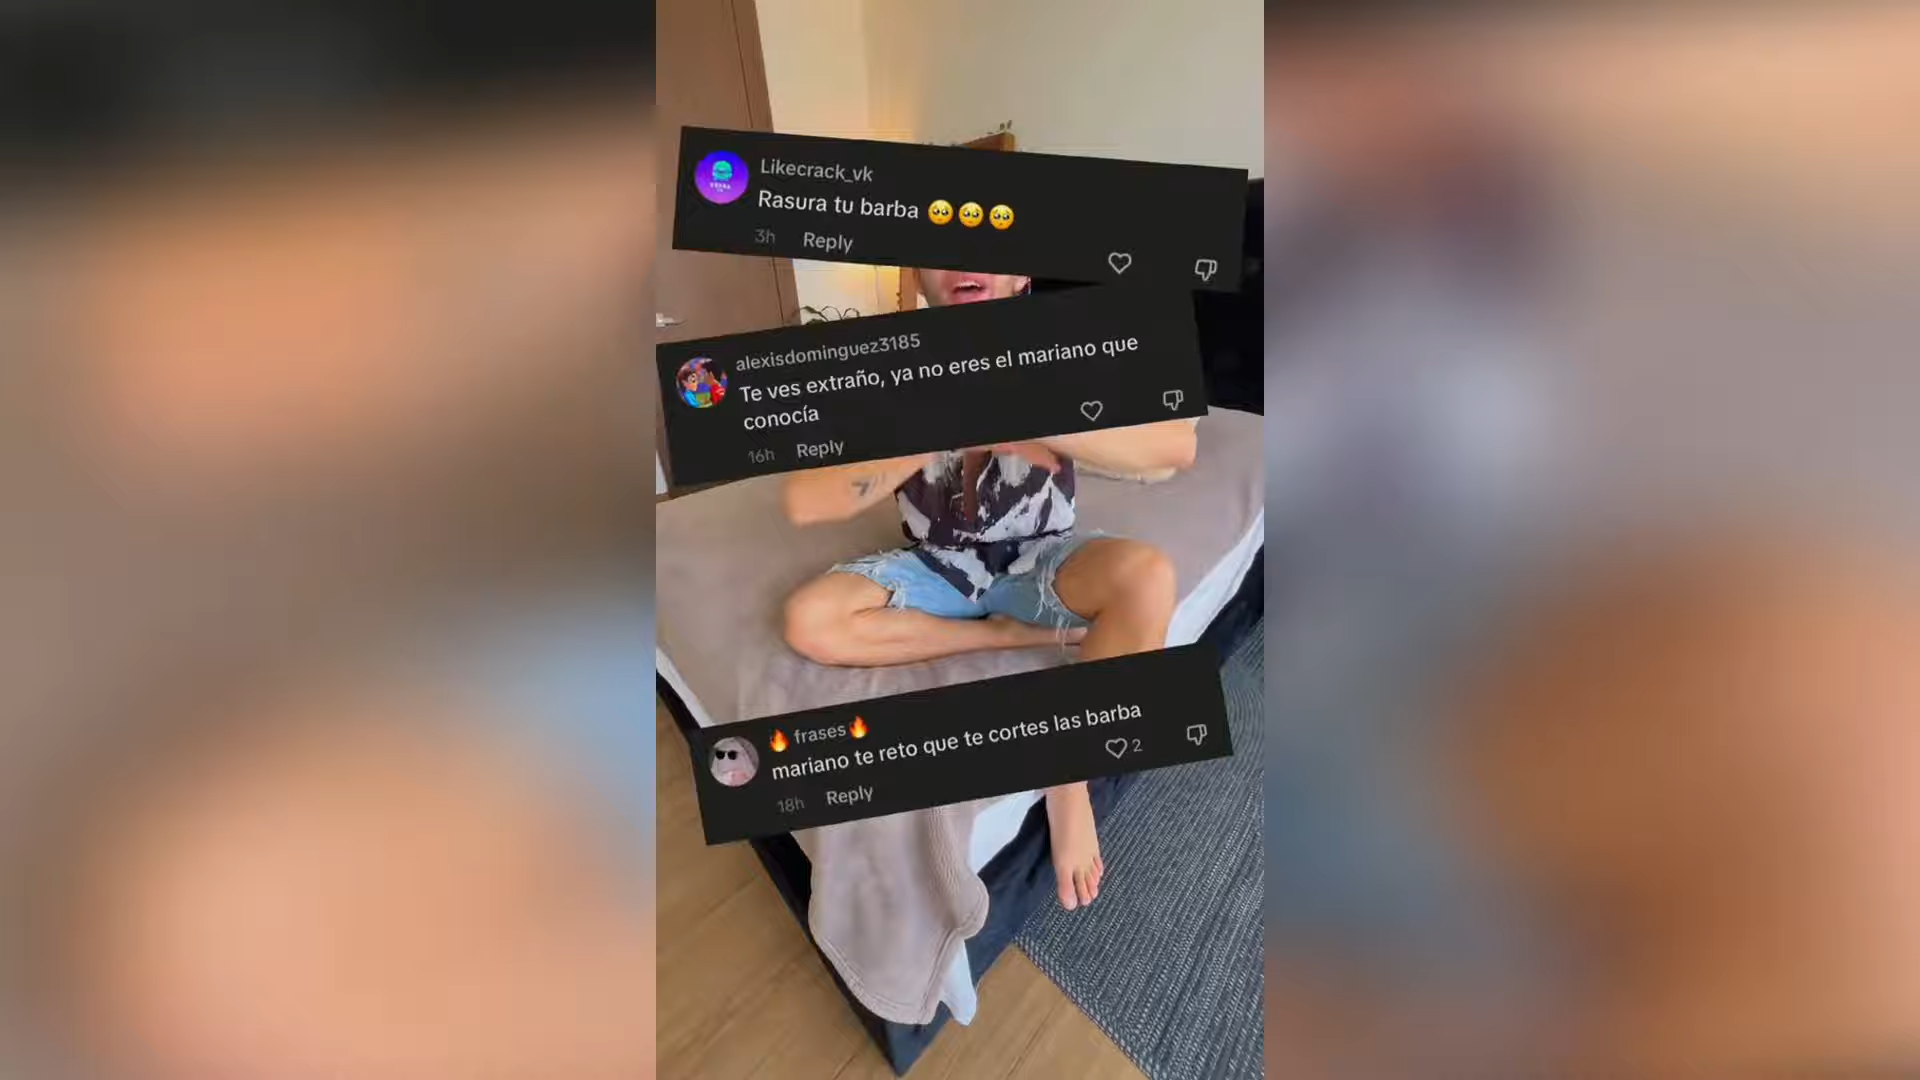 Likecrack_vk
Rasura tu barba 🥺🥺🥺
3h Reply
alexisdominguez3185
Te ves extraño, ya no eres el mariano que
conocía
16h Reply
🔥 frases🔥
mariano te reto que te cortes las barba
2
18h Reply